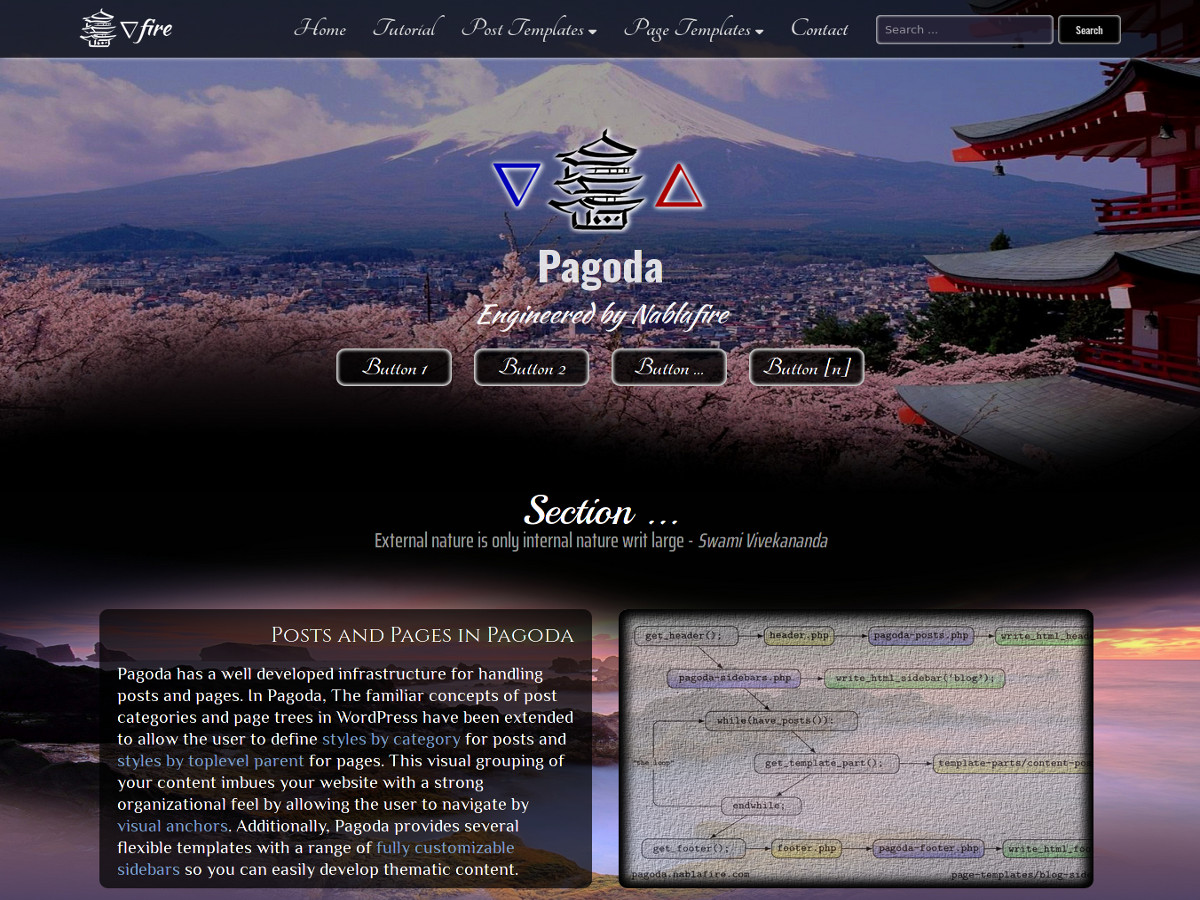 ▽fire
Home Tutorial Post Templates Page Templates Contact Search ... Search
Pagoda
Engineered by Nablafire
Button 1 Button 2 Button ... Button [n]
Section ...
External nature is only internal nature writ large - Swami Vivekananda
Posts and Pages in Pagoda
Pagoda has a well developed infrastructure for handling
posts and pages. In Pagoda, The familiar concepts of post
categories and page trees in WordPress have been extended
to allow the user to define styles by category for posts and
styles by toplevel parent for pages. This visual grouping of
your content imbues your website with a strong
organizational feel by allowing the user to navigate by
visual anchors. Additionally, Pagoda provides several
flexible templates with a range of fully customizable
sidebars so you can easily develop thematic content.
get_header(); header.php pagoda-posts.php write_html_head
pagoda-sidebars.php write_html_sidebar('blog');
while(have_posts()):
"The loop" get_template_part(); template-parts/content-pos
endwhile;
get_footer(); footer.php pagoda-footer.php write_html_foo
pagoda.nablafire.com page-templates/blog-side